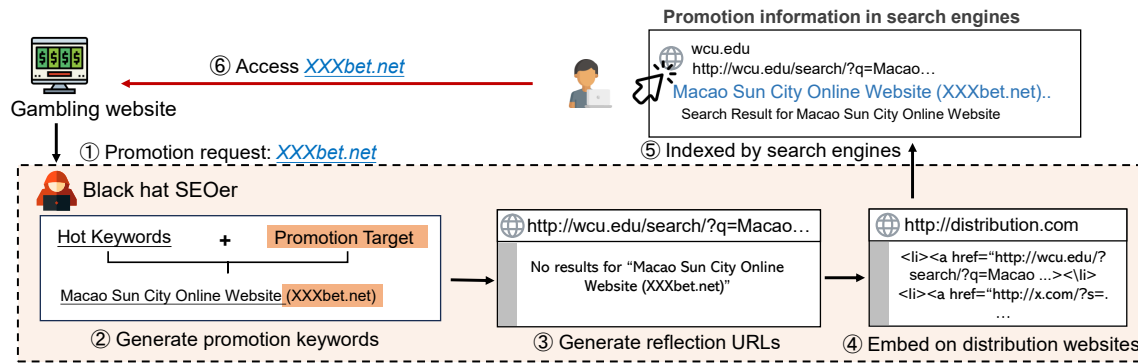 Promotion information in search engines
wcu.edu
http://wcu.edu/search/?q=Macao…
Macao Sun City Online Website (XXXbet.net)..
Search Result for Macao Sun City Online Website
$ $ $ $
⑥ Access XXXbet.net
Gambling website
① Promotion request: XXXbet.net
⑤ Indexed by search engines
Black hat SEOer
Hot Keywords + Promotion Target
Macao Sun City Online Website (XXXbet.net)
② Generate promotion keywords
http://wcu.edu/search/?q=Macao…
No results for “Macao Sun City Online
Website (XXXbet.net)”
③ Generate reflection URLs
http://distribution.com
<li><a href=“http://wcu.edu/?
search/?q=Macao ...><\li>
<li><a href=“http://x.com/?s=.
…
④ Embed on distribution websites